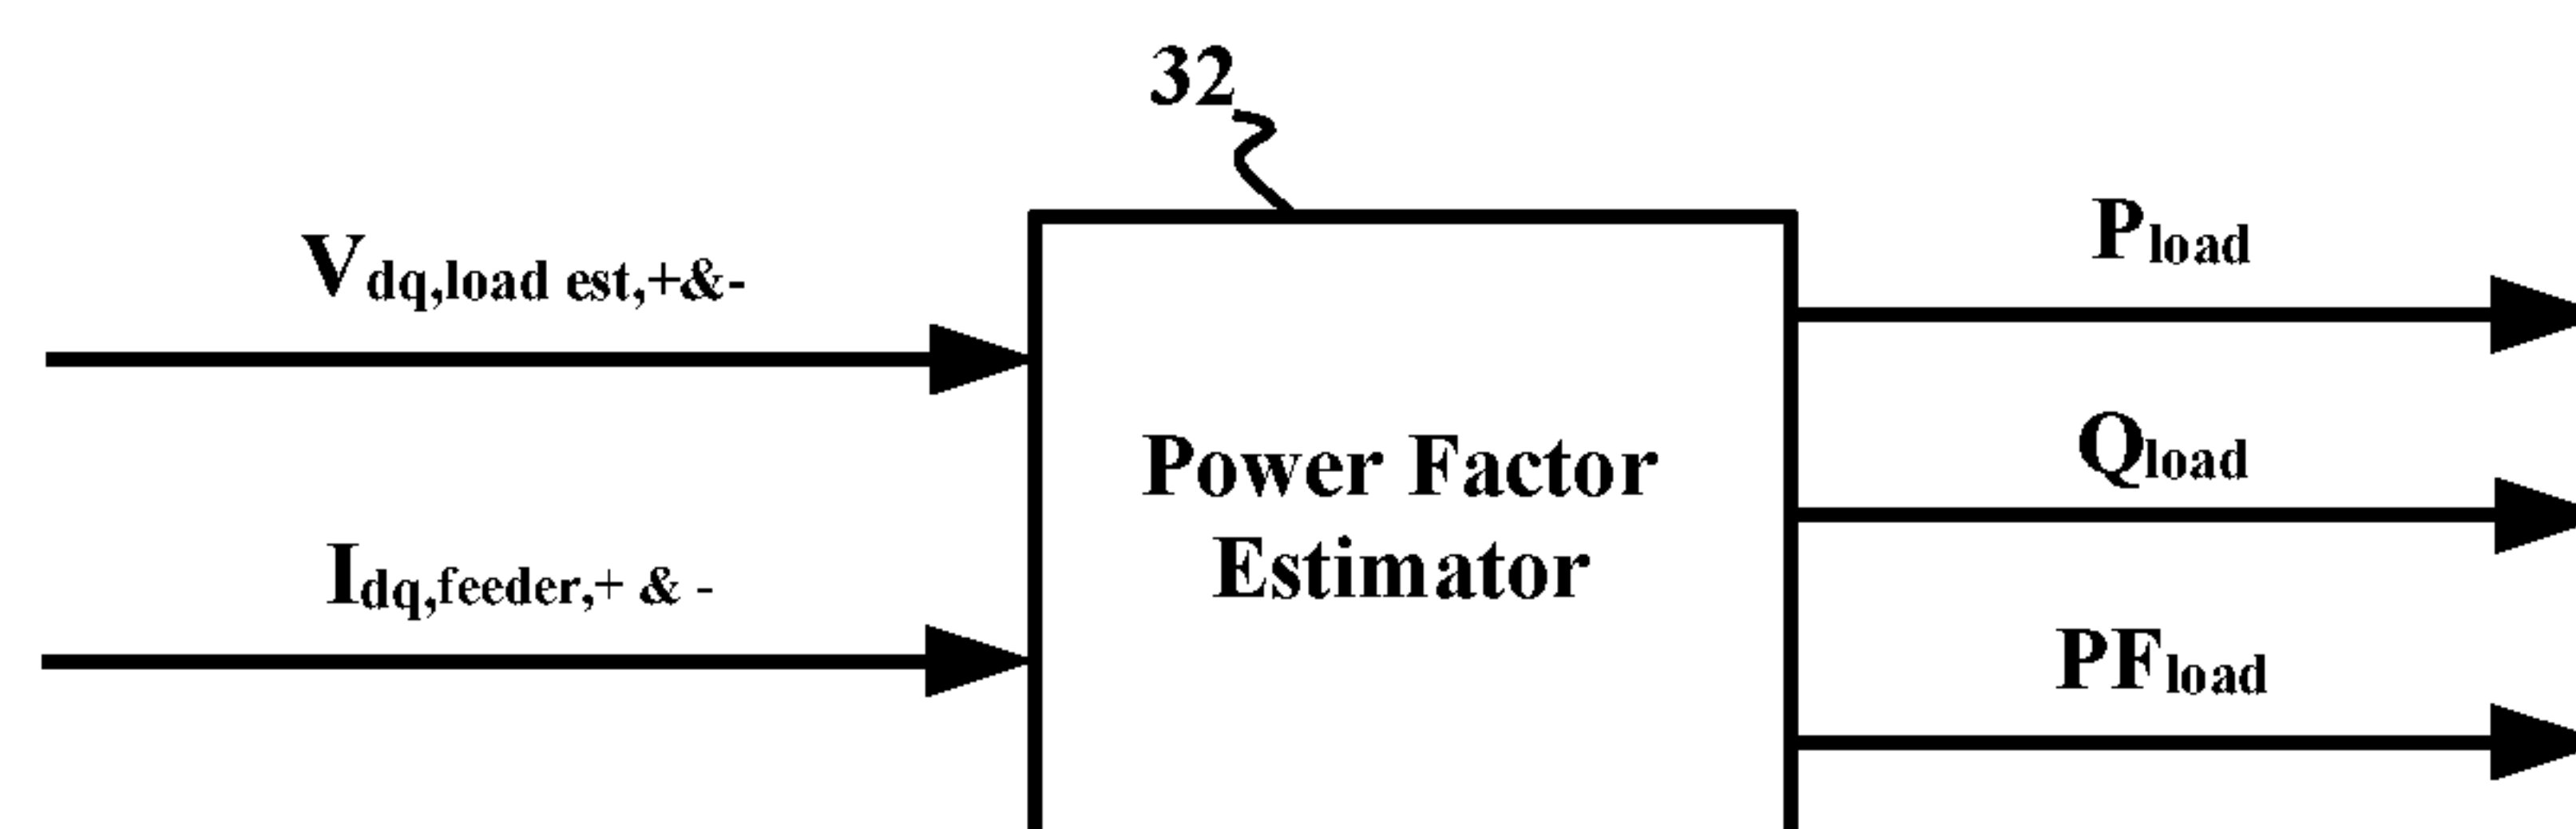 32
Vdq,load est,+&-
Pload
Qload
Power Factor
Estimator
Idq,feeder,+ & -
PFload